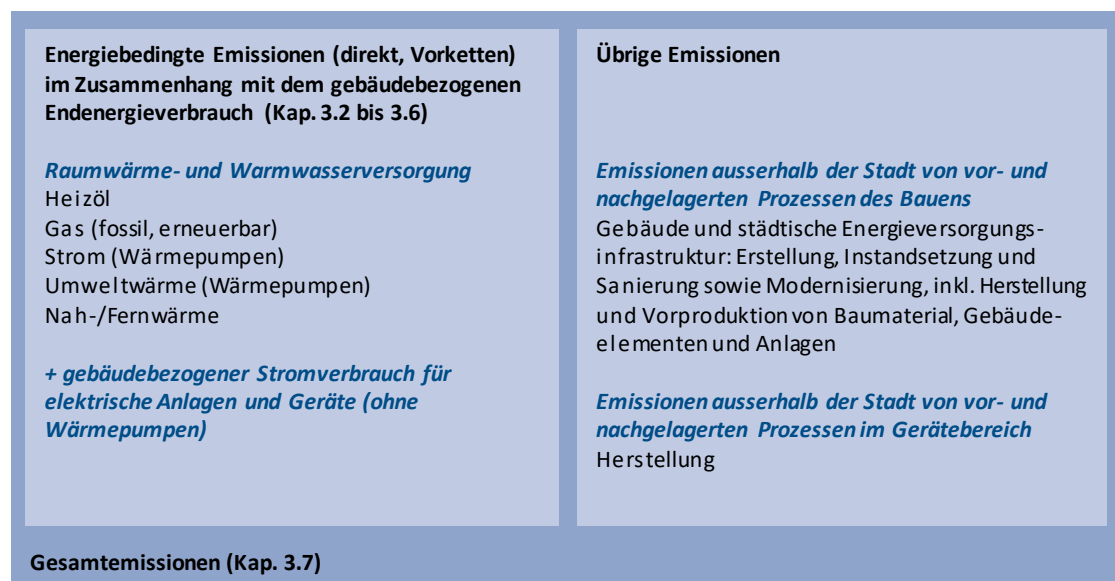 Energiebedingte Emissionen (direkt, Vorketten)
im Zusammenhang mit dem gebäudebezogenen
Endenergieverbrauch (Kap. 3.2 bis 3.6)
Raumwärme- und Warmwasserversorgung
Heizöl
Gas (fossil, erneuerbar)
Strom (Wärmepumpen)
Umweltwärme (Wärmepumpen)
Nah-/Fernwärme
+ gebäudebezogener Stromverbrauch für
elektrische Anlagen und Geräte (ohne
Wärmepumpen)
Übrige Emissionen
Emissionen ausserhalb der Stadt von vor- und
nachgelagerten Prozessen des Bauens
Gebäude und städtische Energieversorgungs-
infrastruktur: Erstellung, Instandsetzung und
Sanierung sowie Modernisierung, inkl. Herstellung
und Vorproduktion von Baumaterial, Gebäude-
elementen und Anlagen
Emissionen ausserhalb der Stadt von vor- und
nachgelagerten Prozessen im Gerätebereich
Herstellung
Gesamtemissionen (Kap. 3.7)